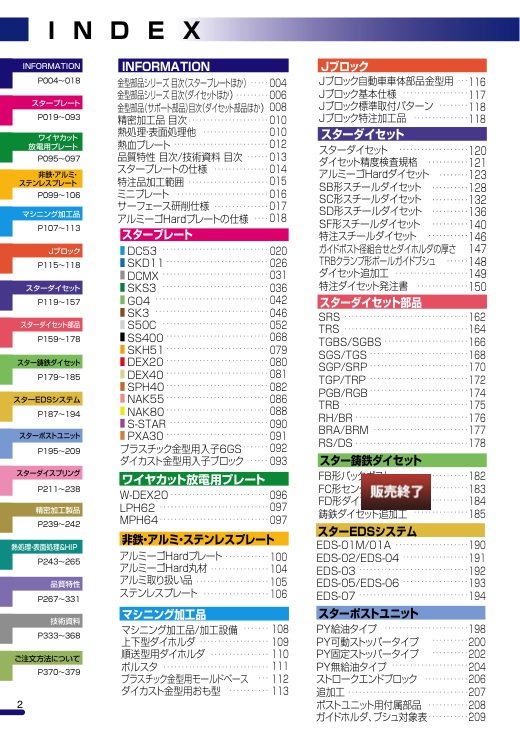 INDEX
INFORMATION
P004～018
スタープレート
P019～093
ワイヤカット
放電用プレート
P095～097
非鉄･アルミ･
ステンレスプレート
P099～106
マシニング加工品
P107～113
Jブロック
P115～118
スターダイセット
P119～157
スターダイセット部品
P159～178
スター鋳鉄ダイセット
P179～185
スターEDSシステム
P187～194
スターポストユニット
P195～209
スターダイスプリング
P211～238
精密加工製品
P239～242
熱処理･表面処理&HIP
P243～265
品質特性
P267～331
技術資料
P333～368
ご注文方法について
P370～379
2
INFORMATION
金型部品シリーズ 目次(スタープレートほか) ……004
金型部品シリーズ 目次(ダイセットほか) ……006
金型部品(サポート部品)目次(ダイセット部品ほか) 008
精密加工品 目次 ……010
熱処理･表面処理他 ……010
熱血プレート ……012
品質特性 目次/技術資料 目次 ……013
スタープレートの仕様 ……014
特注品加工範囲 ……015
ミニプレート ……016
サーフェース研削仕様 ……017
アルミーゴHardプレートの仕様 ……018
スタープレート
DC53 ……020
SKD11 ……026
DCMX ……031
SKS3 ……036
GO4 ……042
SK3 ……046
S50C ……052
SS400 ……068
SKH51 ……079
DEX20 ……080
DEX40 ……081
SPH40 ……082
NAK55 ……086
NAK80 ……088
S-STAR ……090
PXA30 ……091
プラスチック金型用入子6GS ……092
ダイカスト金型用入子ブロック ……093
ワイヤカット放電用プレート
W-DEX20 ……096
LPH62 ……097
MPH64 ……097
非鉄･アルミ･ステンレスプレート
アルミーゴHardプレート ……100
アルミーゴHard丸材 ……104
アルミ取り扱い品 ……105
ステンレスプレート ……106
マシニング加工品
マシニング加工品/加工設備 ……108
上下型ダイホルダ ……109
順送型用ダイホルダ ……110
ボルスタ ……111
プラスチック金型用モールドベース ……112
ダイカスト金型用おも型 ……113
Jブロック
Jブロック自動車車体部品金型用 ……116
Jブロック基本仕様 ……117
Jブロック標準取付パターン ……118
Jブロック特注加工品 ……118
スターダイセット
スターダイセット ……120
ダイセット精度検査規格 ……121
アルミーゴHardダイセット ……123
SB形スチールダイセット ……128
SC形スチールダイセット ……132
SD形スチールダイセット ……136
SF形スチールダイセット ……140
特注スチールダイセット ……146
ガイドポスト径組合せとダイホルダの厚さ ……147
TRBクランプ形ボールガイドブシュ ……148
ダイセット追加工 ……149
特注ダイセット発注書 ……150
スターダイセット部品
SRS ……162
TRS ……164
TGBS/SGBS ……166
SGS/TGS ……168
SGP/SRP ……170
TGP/TRP ……172
PGB/RGB ……174
TRB ……175
RH/BR ……176
BRA/BRM ……177
RS/DS ……178
スター鋳鉄ダイセット
FB形バックポスト ……182
FC形セン ……183
FD形ダイ ……184
鋳鉄ダイセット追加工 ……185
販売終了
スターEDSシステム
EDS-01M/01A ……190
EDS-02/EDS-04 ……191
EDS-03 ……192
EDS-05/EDS-06 ……193
EDS-07 ……194
スターポストユニット
PY給油タイプ ……198
PY可動ストッパータイプ ……200
PY固定ストッパータイプ ……202
PY無給油タイプ ……204
ストロークエンドブロック ……206
追加工 ……207
ポストユニット用付属部品 ……208
ガイドホルダ、ブシュ対象表 ……209